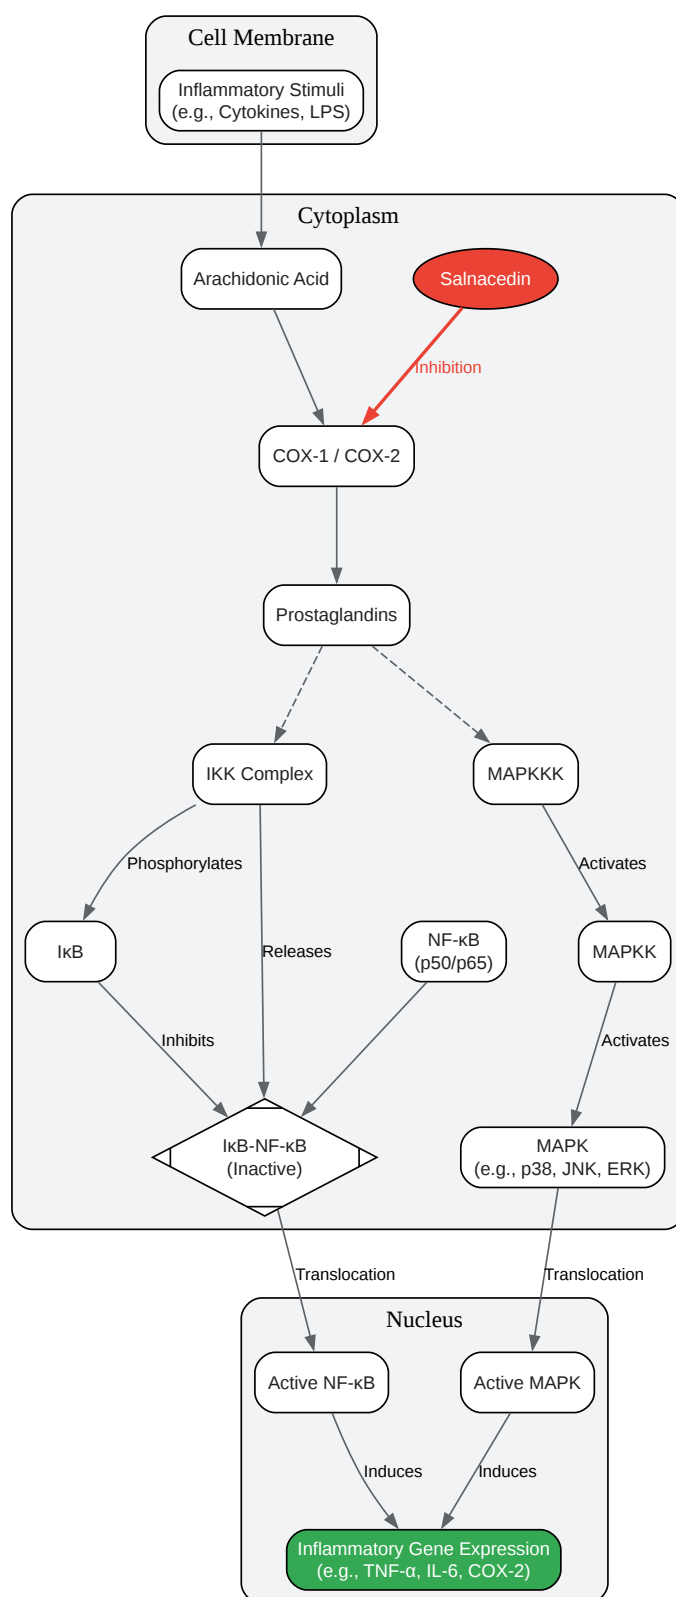 Cell Membrane
Inflammatory Stimuli
(e.g., Cytokines, LPS)
Cytoplasm
Arachidonic Acid
Salnacedin
Inhibition
COX-1 / COX-2
Prostaglandins
IKK Complex
MAPKKK
Phosphorylates
Activates
IκB
Releases
NF-κB
(p50/p65)
MAPKK
Inhibits
Activates
IκB-NF-κB
(Inactive)
MAPK
(e.g., p38, JNK, ERK)
Translocation
Translocation
Nucleus
Active NF-κB
Active MAPK
Induces
Induces
Inflammatory Gene Expression
(e.g., TNF-α, IL-6, COX-2)